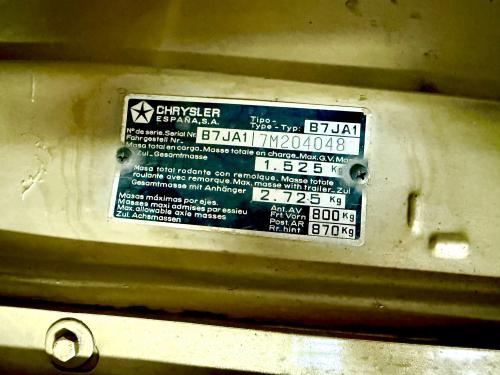 CHRYSLER
ESPAÑA, S.A.
Tipo-
Type-Typ: B7JA1
Nº de serie. Serial Nr.
Fahrgestell Nr. B7JA1 7M204048
Masa total en carga. Masse totale en charge. Max. G.V. Mass
Zul. Gesamtmasse 1.525 Kg
Masa total rodante con remolque. Masse totale
roulante avec remorque. Max. masse with trailer. Zul.
Gesamtmasse mit Anhänger 2.725 Kg
Masas máximas por ejes.
Masses maxi admises par essieu
Max. allowable axle masses
Zul. Achsmassen
Ant. AV
Frt Vorn 800 Kg
Post. AR
Rr. hint 870 Kg